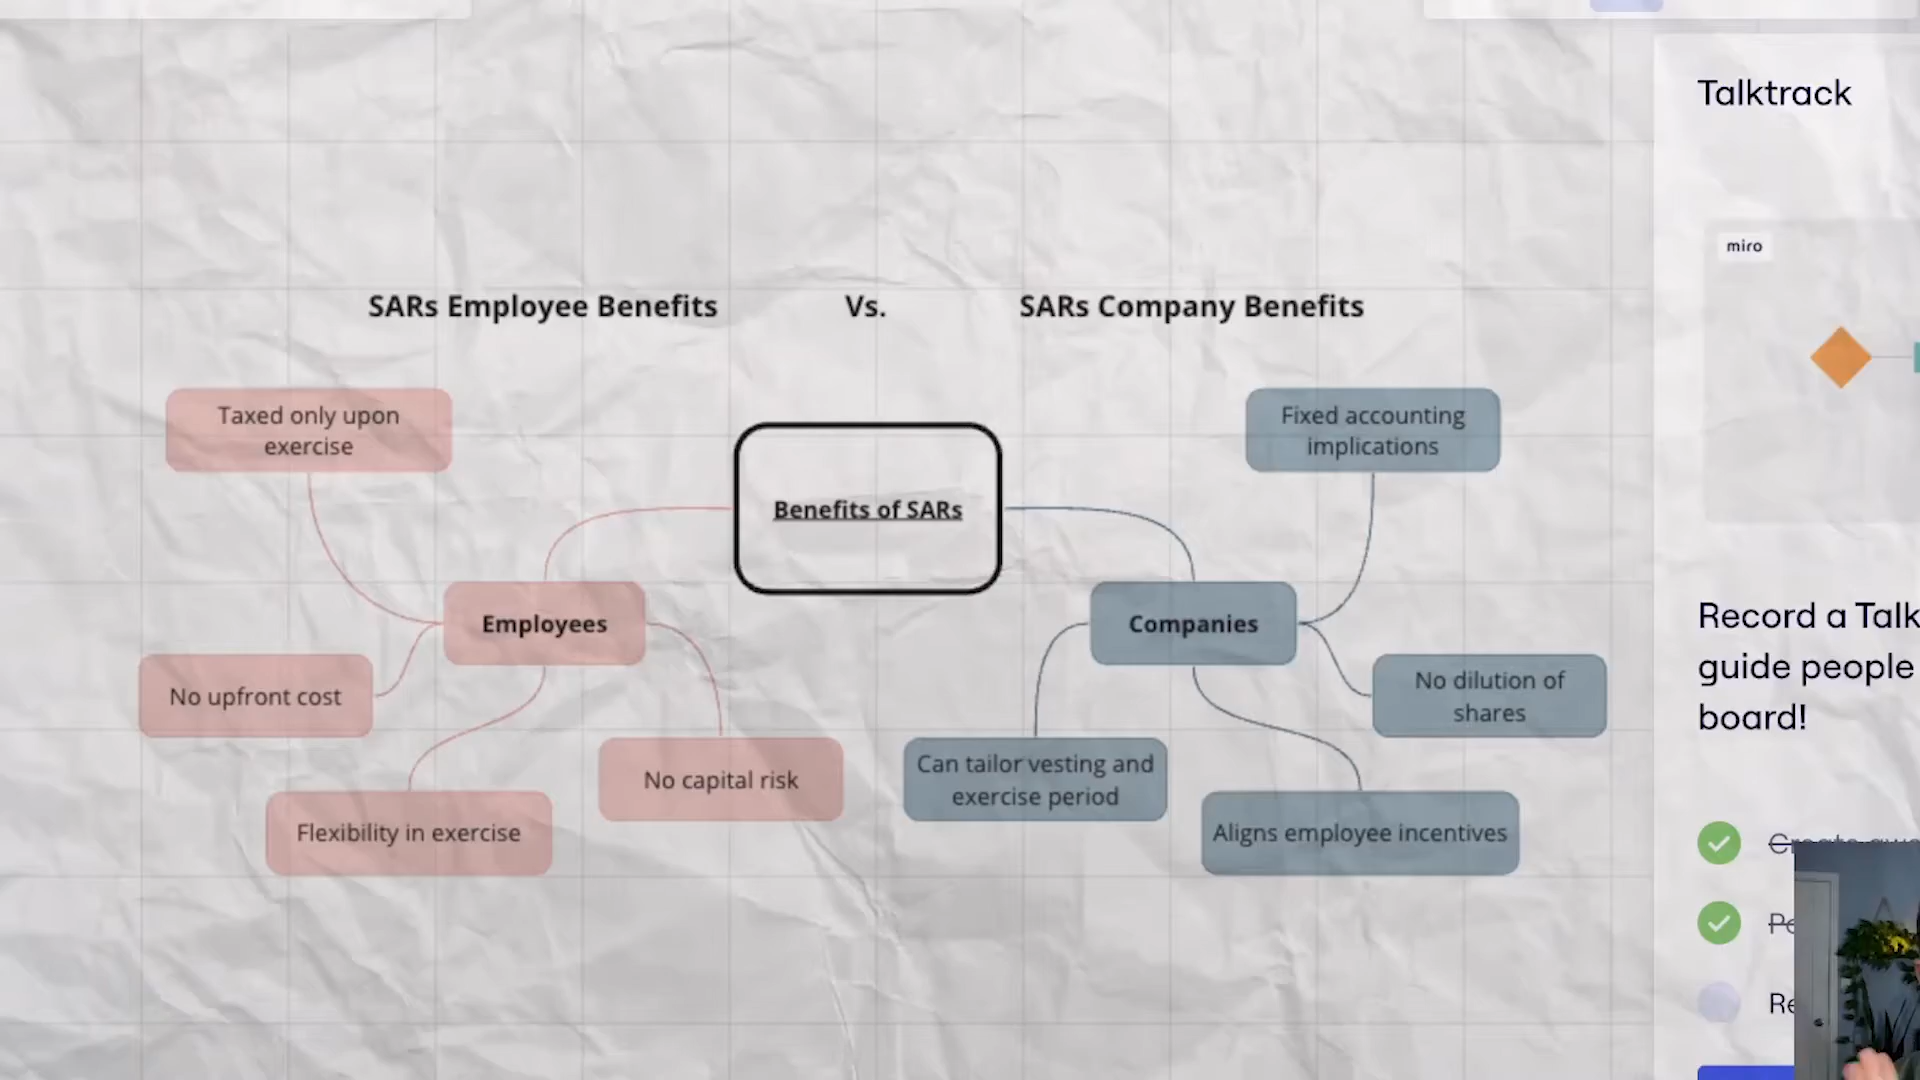 Talktrack
miro
SARs Employee Benefits Vs. SARs Company Benefits
Taxed only upon
exercise
Fixed accounting
implications
Benefits of SARs
Employees
Companies
No upfront cost
No dilution of
shares
No capital risk
Can tailor vesting and
exercise period
Flexibility in exercise
Aligns employee incentives
Record a Talk
guide people
board!
Re